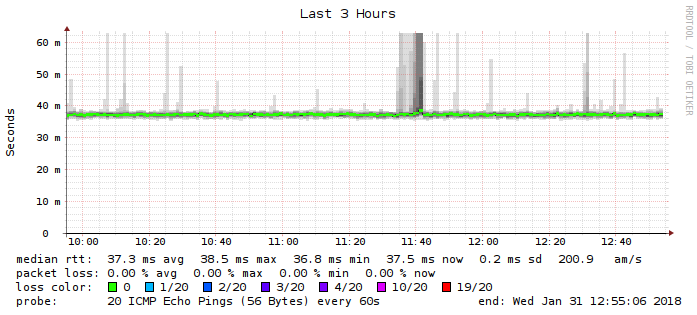 Last 3 Hours
RRDTOOL / TOBI OETIKER
Seconds
60 m
50 m
40 m
30 m
20 m
10 m
0
10:00 10:20 10:40 11:00 11:20 11:40 12:00 12:20 12:40
median rtt: 37.3 ms avg 38.5 ms max 36.8 ms min 37.5 ms now 0.2 ms sd 200.9 am/s
packet loss: 0.00 % avg 0.00 % max 0.00 % min 0.00 % now
loss color: 0 1/20 2/20 3/20 4/20 10/20 19/20
probe: 20 ICMP Echo Pings (56 Bytes) every 60s end: Wed Jan 31 12:55:06 2018